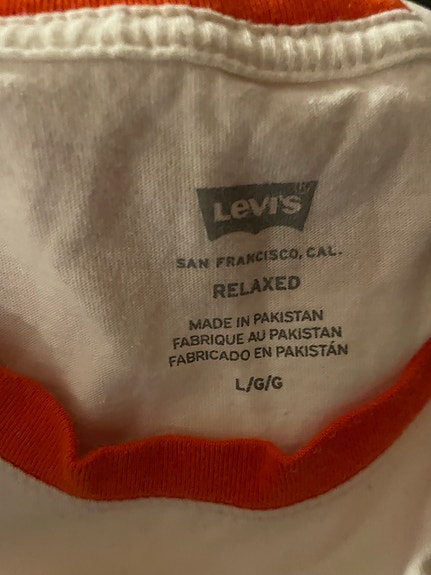 Levi's®
SAN FRANCISCO, CAL.
RELAXED
MADE IN PAKISTAN
FABRIQUE AU PAKISTAN
FABRICADO EN PAKISTÁN
L/G/G